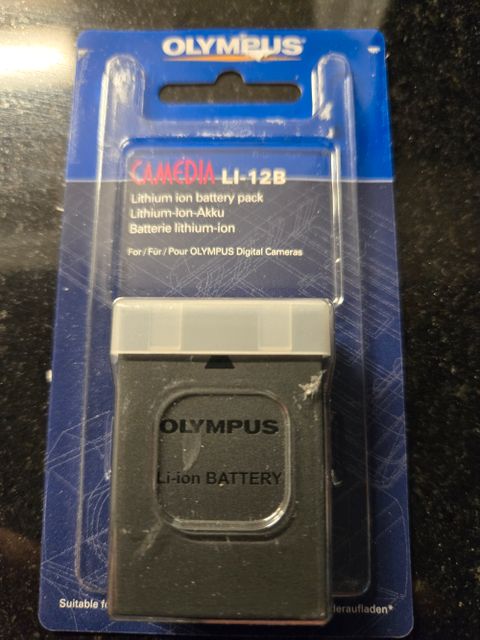 OLYMPUS
CAMEDIA LI-12B
Lithium ion battery pack
Lithium-Ion-Akku
Batterie lithium-ion
For / Für / Pour OLYMPUS Digital Cameras
OLYMPUS
Li-ion BATTERY
Suitable